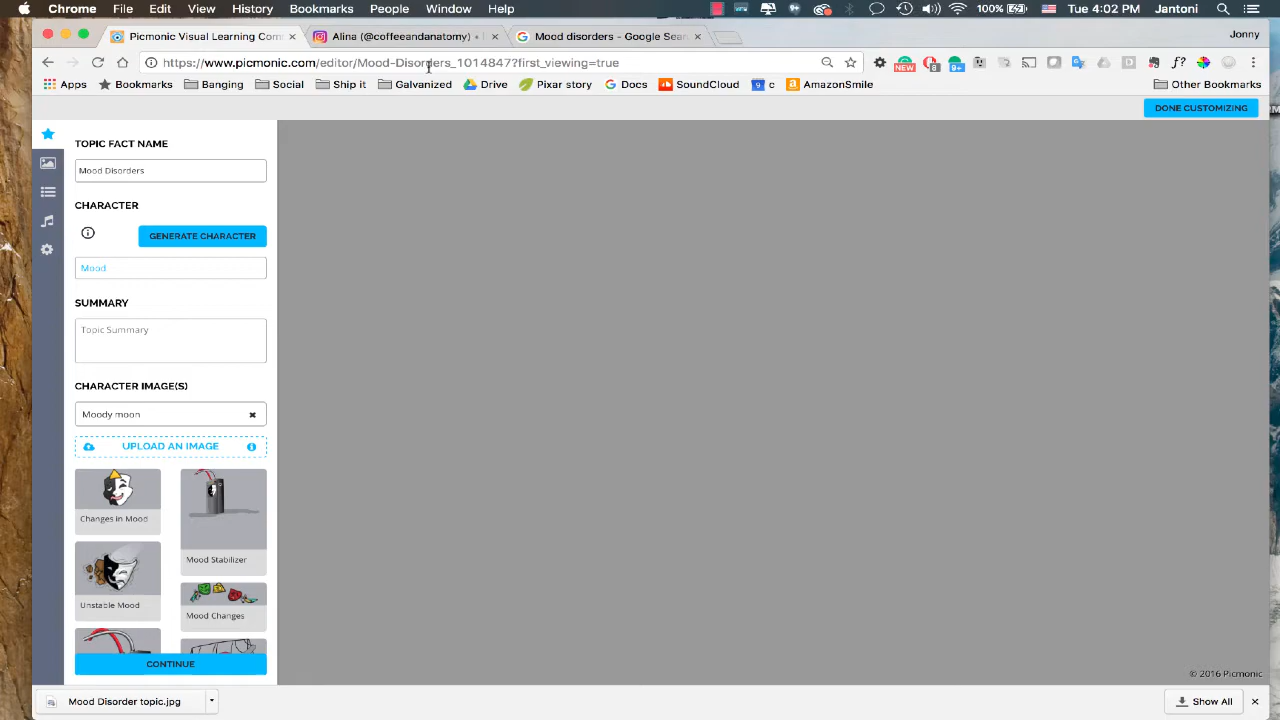 Chrome File Edit View History Bookmarks People Window Help 100% Tue 4:02 PM Jantoni
Picmonic Visual Learning Com Alina (@coffeeandanatomy) • Mood disorders - Google Sear Jonny
https://www.picmonic.com/editor/Mood-Disorders_1014847?first_viewing=true
Apps Bookmarks Banging Social Ship it Galvanized Drive Pixar story Docs SoundCloud c AmazonSmile Other Bookmarks
DONE CUSTOMIZING
TOPIC FACT NAME
Mood Disorders
CHARACTER
GENERATE CHARACTER
Mood
SUMMARY
Topic Summary
CHARACTER IMAGE(S)
Moody moon
UPLOAD AN IMAGE
Changes in Mood
Mood Stabilizer
Unstable Mood
Mood Changes
CONTINUE
© 2016 Picmonic
Mood Disorder topic.jpg Show All